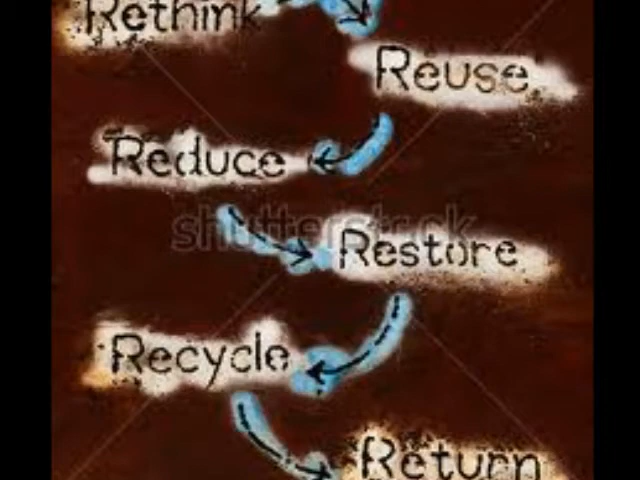 Rethink
Reuse
Reduce
shutterstock
Restore
Recycle
Return